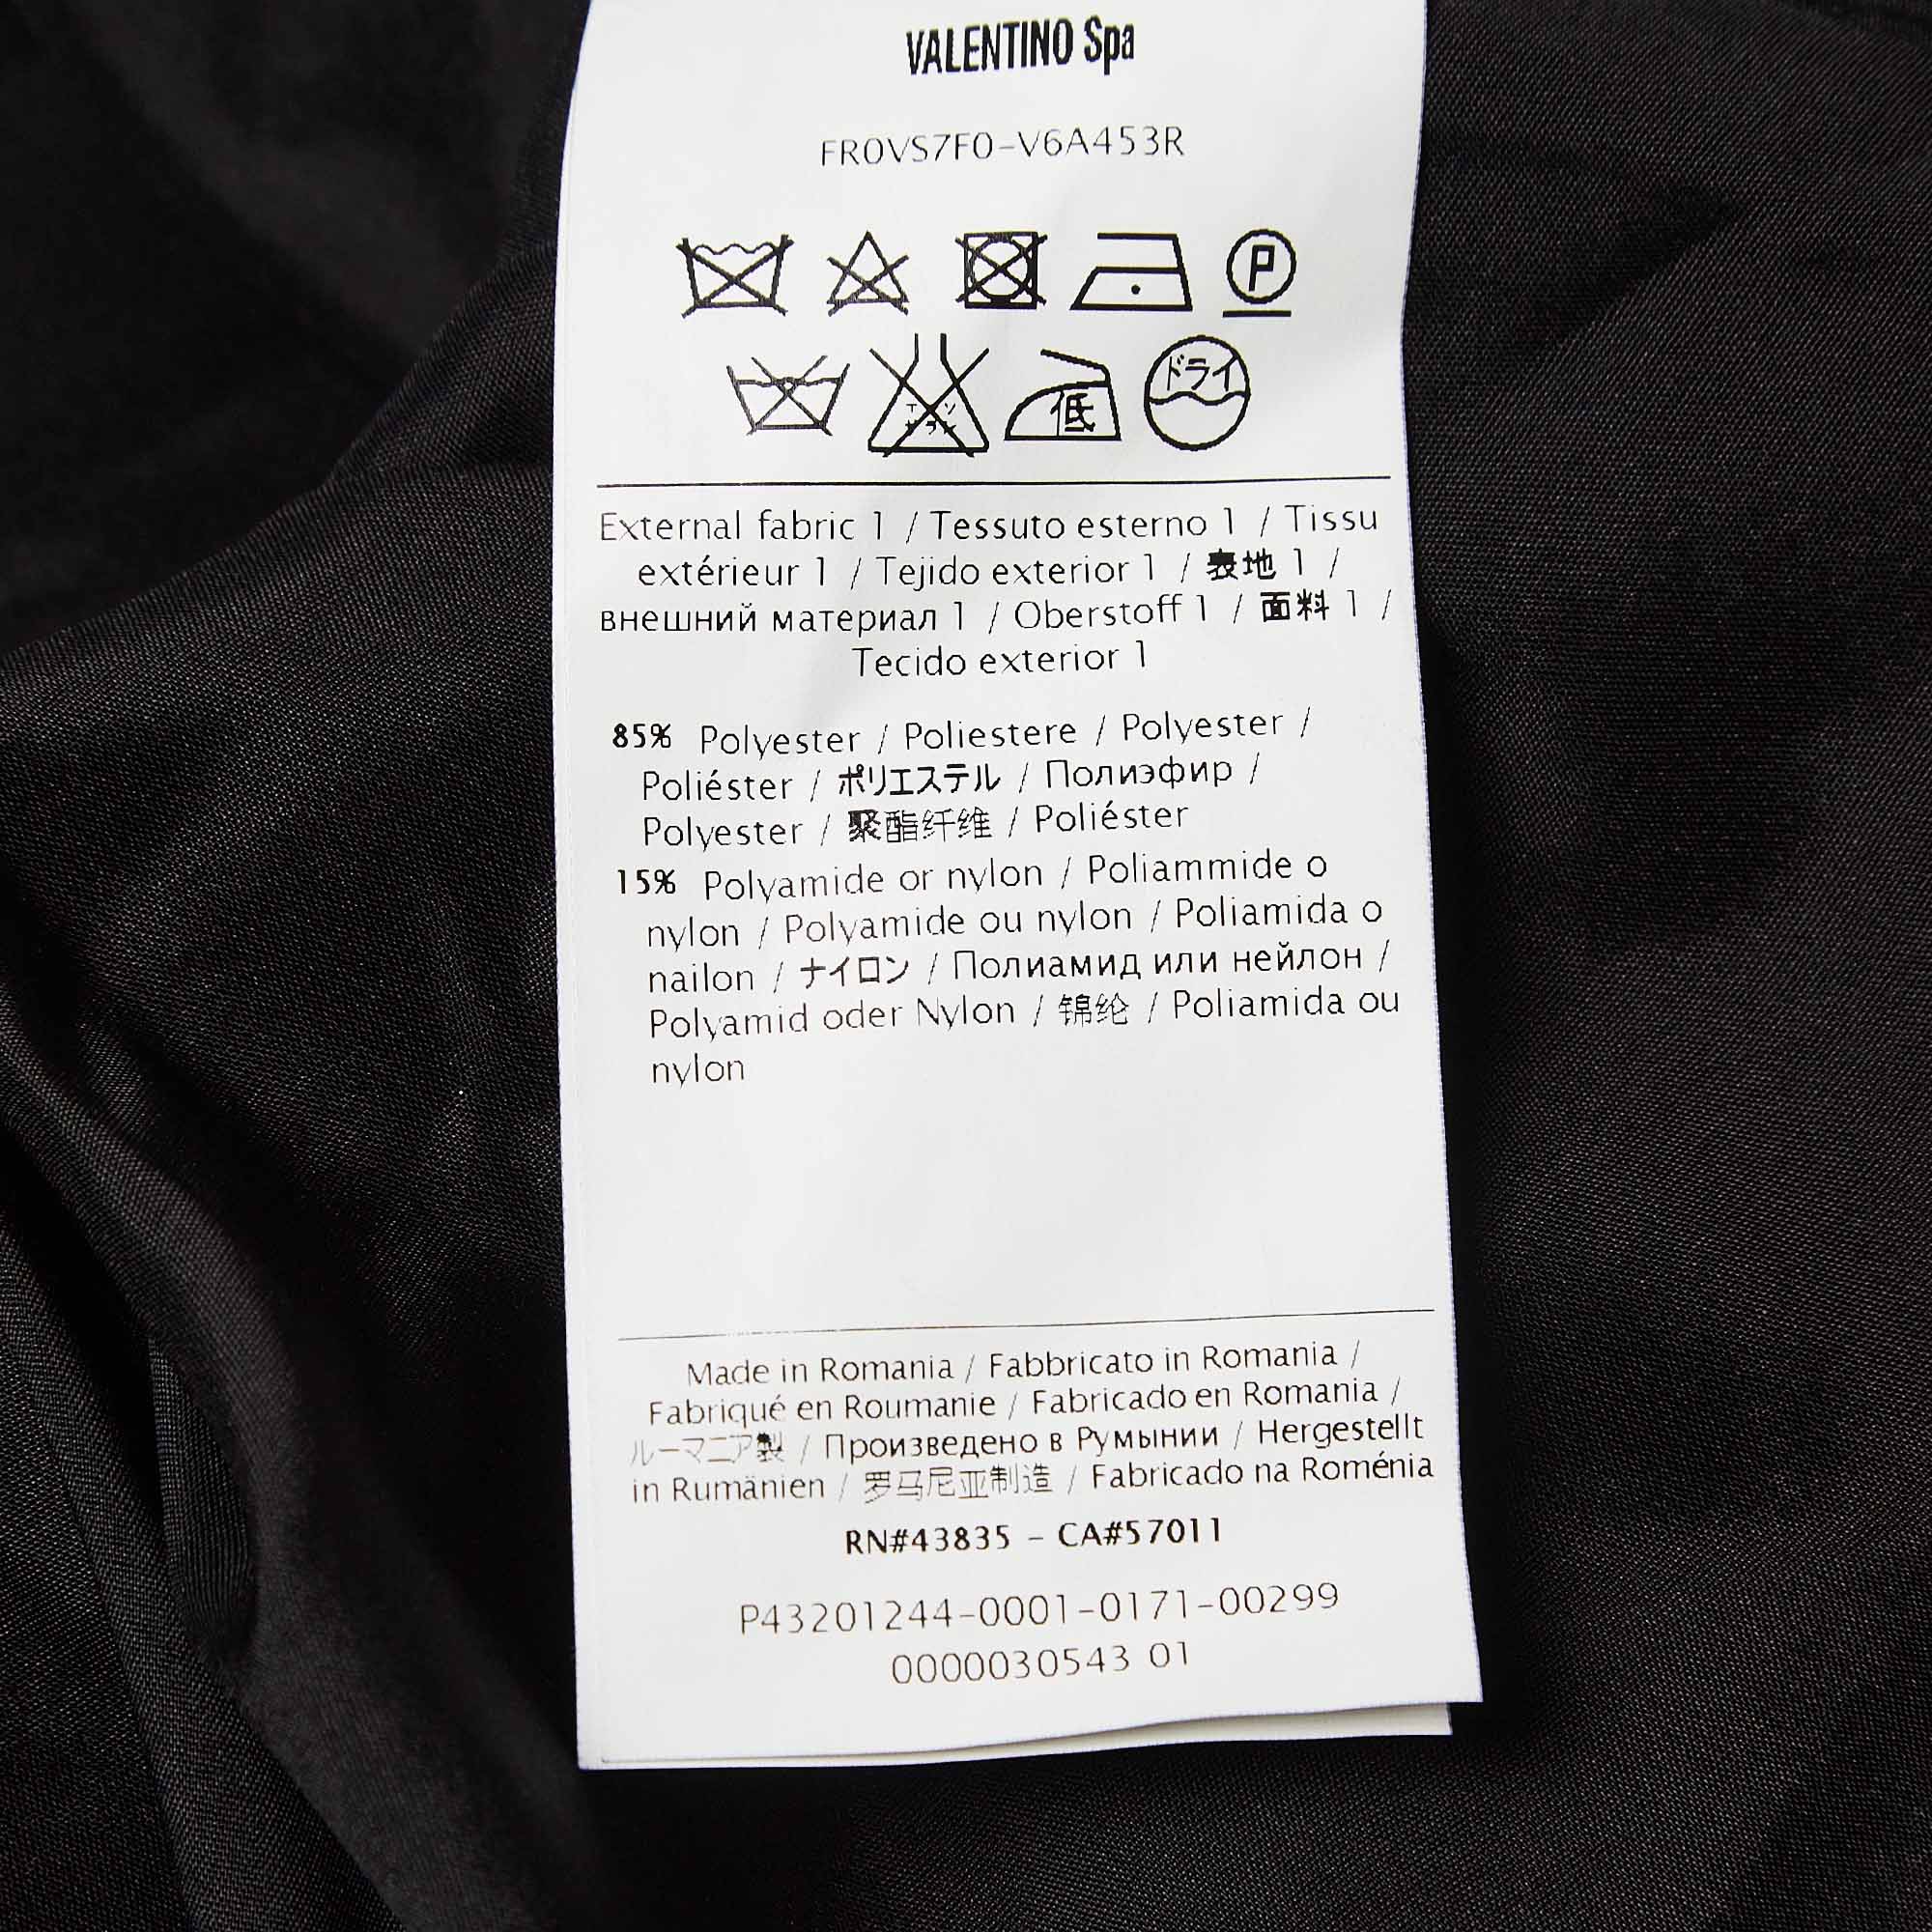 VALENTINO Spa
FR0VS7F0-V6A453R
P
エンソサラ
低
ドライ
External fabric 1 / Tessuto esterno 1 / Tissu
extérieur 1 / Tejido exterior 1 / 表地 1 /
внешний материал 1 / Oberstoff 1 / 面料 1 /
Tecido exterior 1
85% Polyester / Poliestere / Polyester /
Poliéster / ポリエステル / Полиэфир /
Polyester / 聚酯纤维 / Poliéster
15% Polyamide or nylon / Poliammide o
nylon / Polyamide ou nylon / Poliamida o
nailon / ナイロン / Полиамид или нейлон /
Polyamid oder Nylon / 锦纶 / Poliamida ou
nylon
Made in Romania / Fabbricato in Romania /
Fabriqué en Roumanie / Fabricado en Romania /
ルーマニア製 / Произведено в Румынии / Hergestellt
in Rumänien / 罗马尼亚制造 / Fabricado na Roménia
RN#43835 - CA#57011
P43201244-0001-0171-00299
0000030543 01